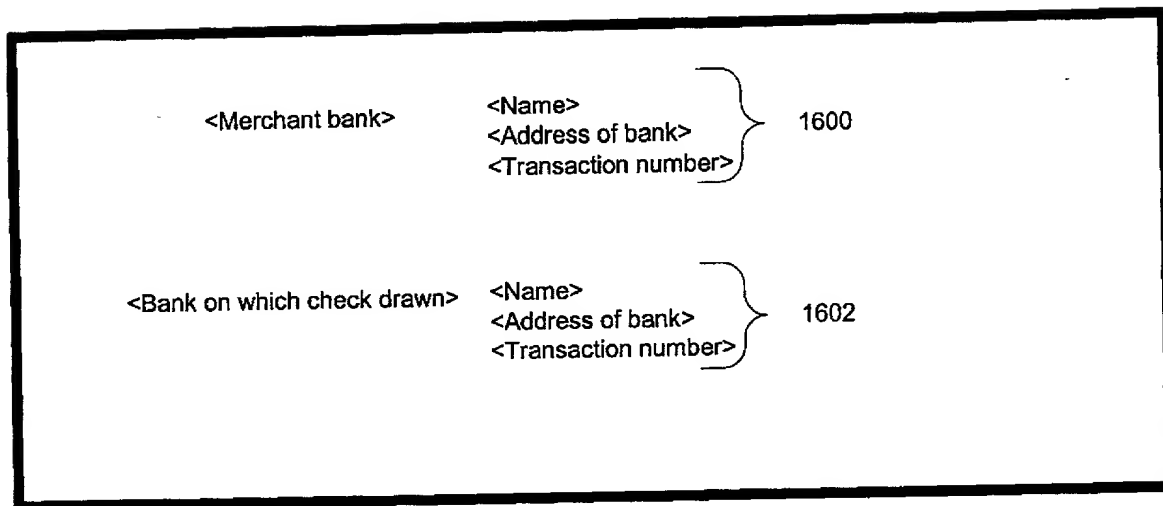 <Merchant bank> <Name>
<Address of bank> 1600
<Transaction number>
<Bank on which check drawn> <Name>
<Address of bank> 1602
<Transaction number>